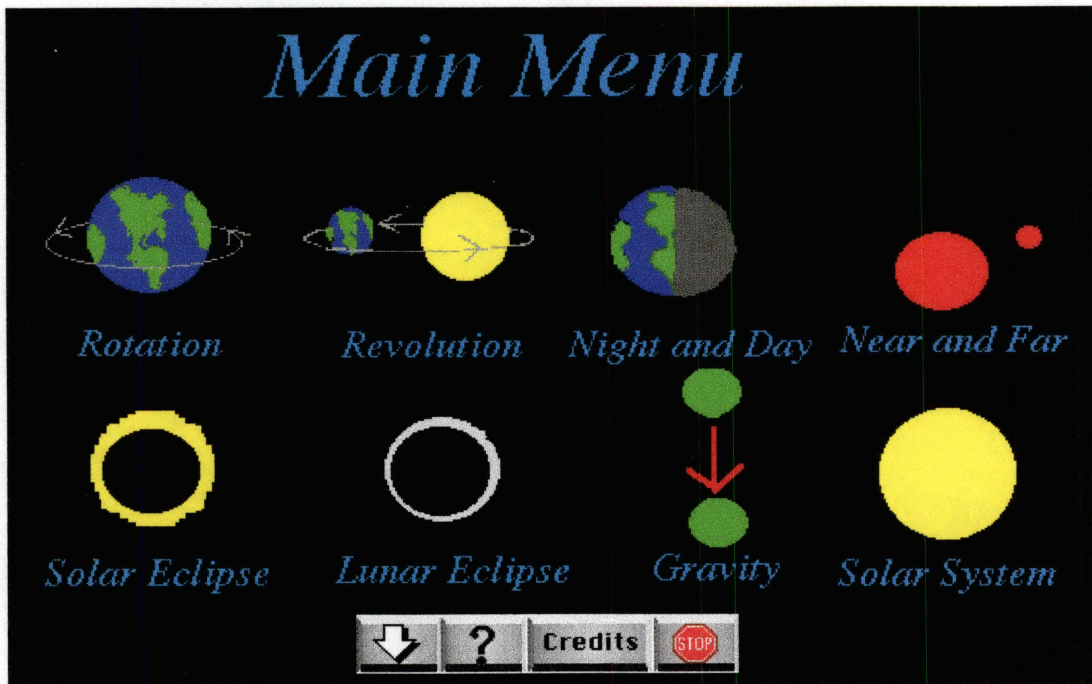 Main Menu
Rotation
Revolution
Night and Day
Near and Far
Solar Eclipse
Lunar Eclipse
Gravity
Solar System
?
Credits
STOP